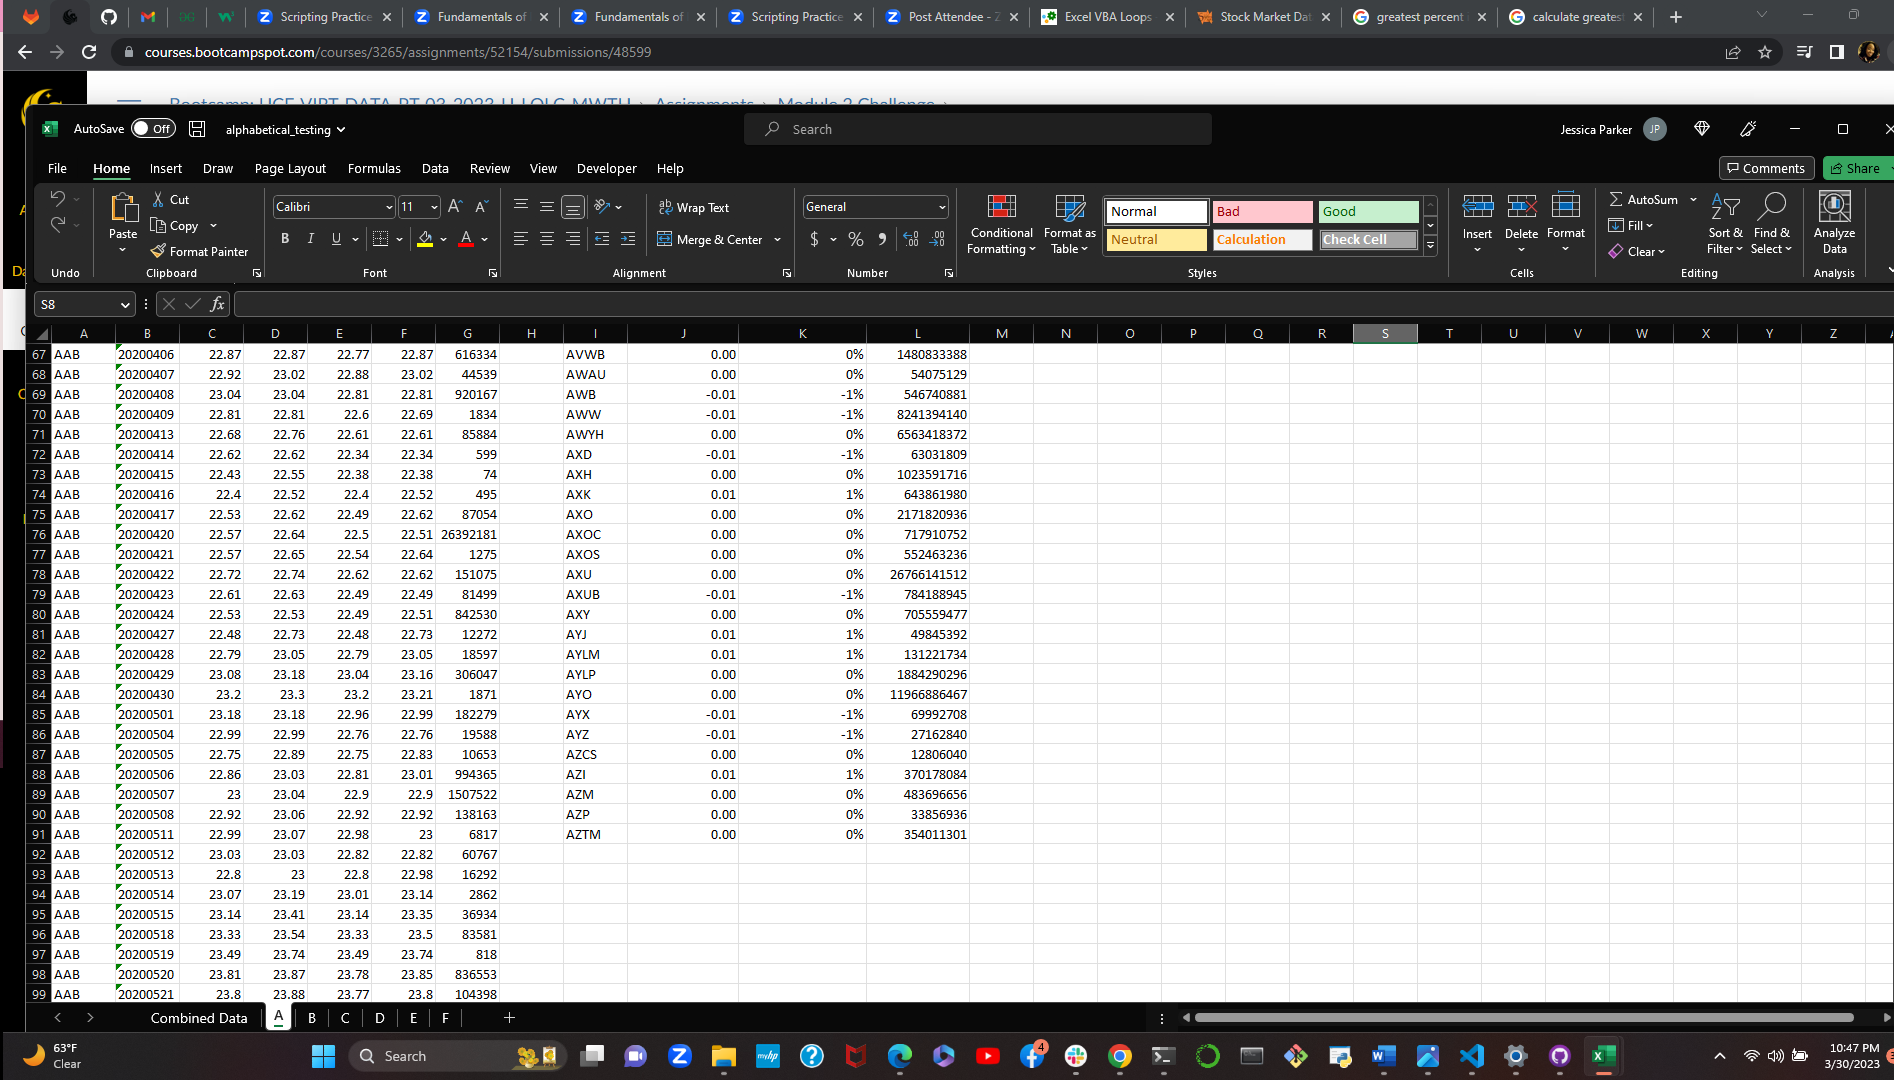 Scripting Practice Fundamentals of Fundamentals of Scripting Practice Post Attendee - Z Excel VBA Loops Stock Market Dat greatest percent calculate greatest
courses.bootcampspot.com/courses/3265/assignments/52154/submissions/48599
AutoSave Off alphabetical_testing Search Jessica Parker JP
File Home Insert Draw Page Layout Formulas Data Review View Developer Help Comments Share
Paste Cut Copy Format Painter Calibri 11 Wrap Text Merge & Center General Conditional Formatting Format as Table Normal Bad Good Neutral Calculation Check Cell Insert Delete Format AutoSum Fill Clear Sort & Filter Find & Select Analyze Data
Undo Clipboard Font Alignment Number Styles Cells Editing Analysis
S8 fx
A B C D E F G H I J K L M N O P Q R S T U V W X Y Z
67 AAB 20200406 22.87 22.87 22.77 22.87 616334 AVWB 0.00 0% 1480833388
68 AAB 20200407 22.92 23.02 22.88 23.02 44539 AWAU 0.00 0% 54075129
69 AAB 20200408 23.04 23.04 22.81 22.81 920167 AWB -0.01 -1% 546740881
70 AAB 20200409 22.81 22.81 22.6 22.69 1834 AWW -0.01 -1% 8241394140
71 AAB 20200413 22.68 22.76 22.61 22.61 85884 AWYH 0.00 0% 6563418372
72 AAB 20200414 22.62 22.62 22.34 22.34 599 AXD -0.01 -1% 63031809
73 AAB 20200415 22.43 22.55 22.38 22.38 74 AXH 0.00 0% 1023591716
74 AAB 20200416 22.4 22.52 22.4 22.52 495 AXK 0.01 1% 643861980
75 AAB 20200417 22.53 22.62 22.49 22.62 87054 AXO 0.00 0% 2171820936
76 AAB 20200420 22.57 22.64 22.5 22.51 26392181 AXOC 0.00 0% 717910752
77 AAB 20200421 22.57 22.65 22.54 22.64 1275 AXOS 0.00 0% 552463236
78 AAB 20200422 22.72 22.74 22.62 22.62 151075 AXU 0.00 0% 26766141512
79 AAB 20200423 22.61 22.63 22.49 22.49 81499 AXUB -0.01 -1% 784188945
80 AAB 20200424 22.53 22.53 22.49 22.51 842530 AXY 0.00 0% 705559477
81 AAB 20200427 22.48 22.73 22.48 22.73 12272 AYJ 0.01 1% 49845392
82 AAB 20200428 22.79 23.05 22.79 23.05 18597 AYLM 0.01 1% 131221734
83 AAB 20200429 23.08 23.18 23.04 23.16 306047 AYLP 0.00 0% 1884290296
84 AAB 20200430 23.2 23.3 23.2 23.21 1871 AYO 0.00 0% 11966886467
85 AAB 20200501 23.18 23.18 22.96 22.99 182279 AYX -0.01 -1% 69992708
86 AAB 20200504 22.99 22.99 22.76 22.76 19588 AYZ -0.01 -1% 27162840
87 AAB 20200505 22.75 22.89 22.75 22.83 10653 AZCS 0.00 0% 12806040
88 AAB 20200506 22.86 23.03 22.81 23.01 994365 AZI 0.01 1% 370178084
89 AAB 20200507 23 23.04 22.9 22.9 1507522 AZM 0.00 0% 483696656
90 AAB 20200508 22.92 23.06 22.92 22.92 138163 AZP 0.00 0% 33856936
91 AAB 20200511 22.99 23.07 22.98 23 6817 AZTM 0.00 0% 354011301
92 AAB 20200512 23.03 23.03 22.82 22.82 60767
93 AAB 20200513 22.8 23 22.8 22.98 16292
94 AAB 20200514 23.07 23.19 23.01 23.14 2862
95 AAB 20200515 23.14 23.41 23.14 23.35 36934
96 AAB 20200518 23.33 23.54 23.33 23.5 83581
97 AAB 20200519 23.49 23.74 23.49 23.74 818
98 AAB 20200520 23.81 23.87 23.78 23.85 836553
99 AAB 20200521 23.8 23.88 23.77 23.8 104398
Combined Data A B C D E F
63°F
Clear
Search
4
10:47 PM
3/30/2023